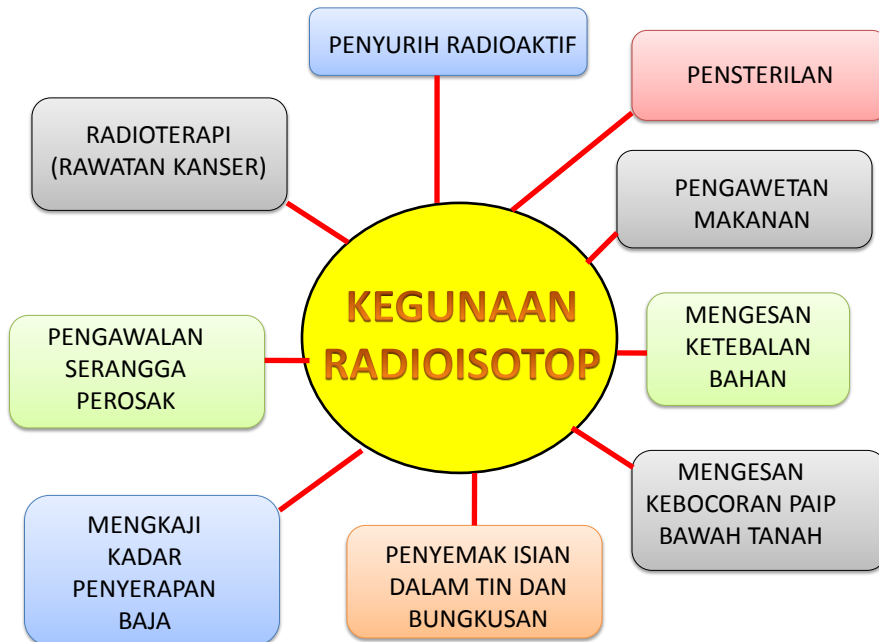 PENYURIH RADIOAKTIF
PENSTERILAN
RADIOTERAPI
(RAWATAN KANSER)
PENGAWETAN
MAKANAN
KEGUNAAN
RADIOISOTOP
PENGAWALAN
SERANGGA
PEROSAK
MENGESAN
KETEBALAN
BAHAN
MENGESAN
KEBOCORAN PAIP
BAWAH TANAH
MENGKAJI
KADAR
PENYERAPAN
BAJA
PENYEMAK ISIAN
DALAM TIN DAN
BUNGKUSAN